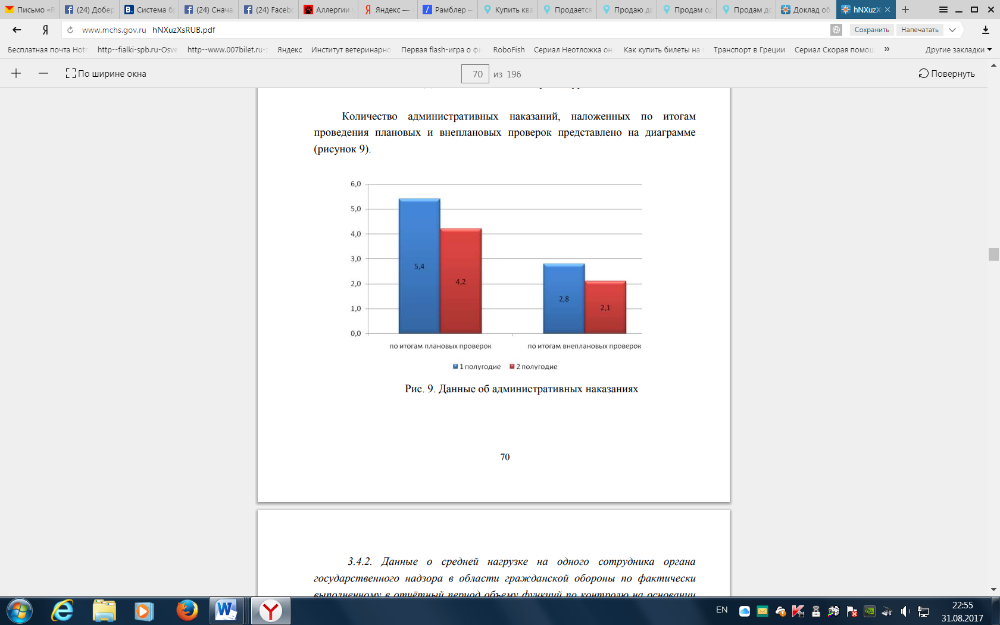 Письмо «R
(24) Добер
Система б
(24) Снача
(24) Facebo
Аллергии у
Яндекс —
Рамблер –
Купить ква
Продается
Продаю дв
Продам од
Продам до
Доклад об
hNXuzX
www.mchs.gov.ru hNXuzXsRUB.pdf
Сохранить
Напечатать
Бесплатная почта Hotm
http--fialki-spb.ru-Osve
http--www.007bilet.ru-
Яндекс
Институт ветеринарно
Первая flash-игра о ф
RoboFish
Сериал Неотложка он
Как купить билеты на
Транспорт в Греции
Сериал Скорая помощ
»
Другие закладки
По ширине окна
70 из 196
Повернуть
Количество административных наказаний, наложенных по итогам
проведения плановых и внеплановых проверок представлено на диаграмме
(рисунок 9).
6,0
5,0
4,0
3,0
2,0
1,0
0,0
5,4
4,2
2,8
2,1
по итогам плановых проверок
по итогам внеплановых проверок
1 полугодие 2 полугодие
Рис. 9. Данные об административных наказаниях
70
3.4.2. Данные о средней нагрузке на одного сотрудника органа
государственного надзора в области гражданской обороны по фактически
выполненному в отчётный период объему функций по контролю на основании
EN
22:55
31.08.2017